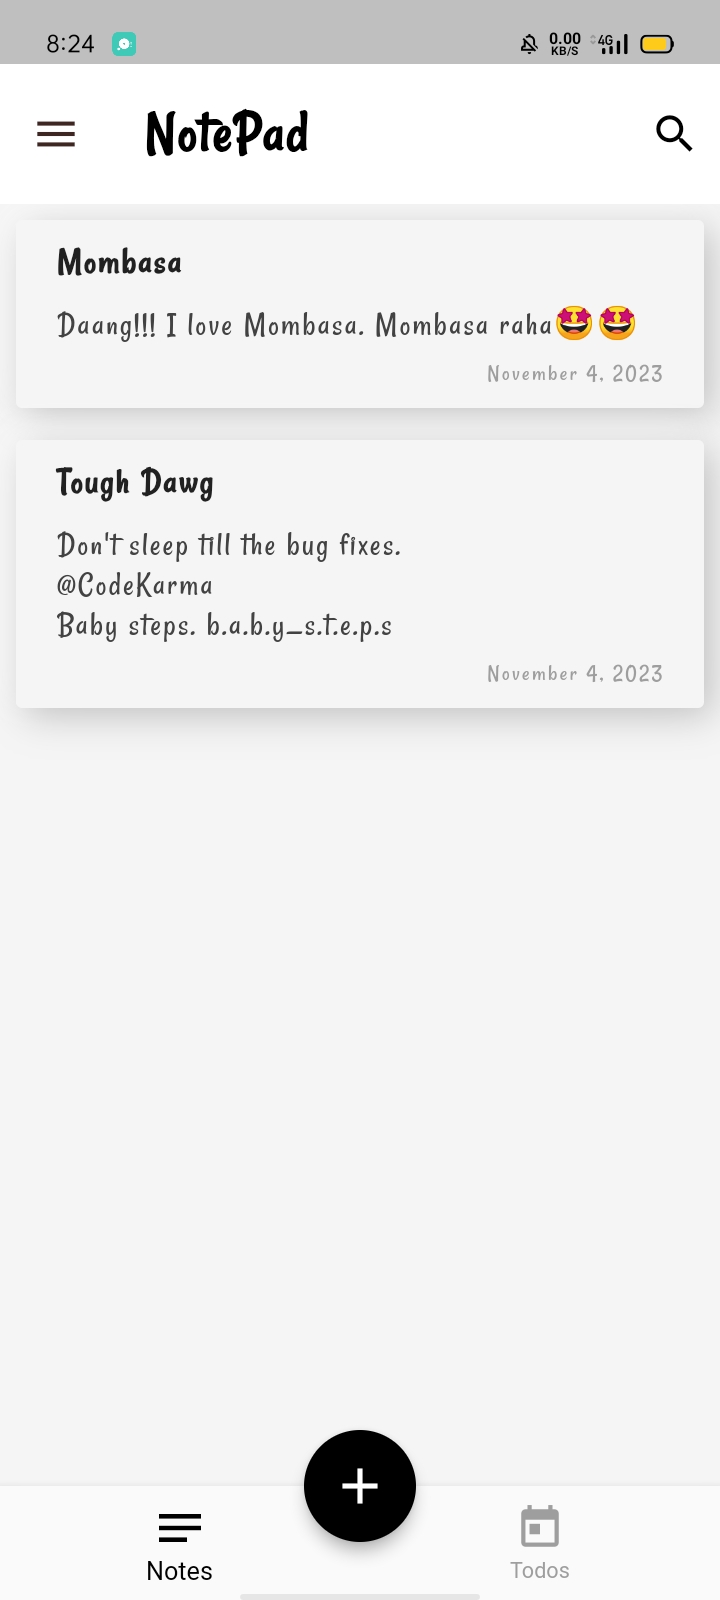 8:24
0.00
KB/S
4G
NotePad
Mombasa
Daang!!! I love Mombasa. Mombasa raha🤩🤩
November 4, 2023
Tough Dawg
Don't sleep till the bug fixes.
@CodeKarma
Baby steps. b.a.b.y_s.t.e.p.s
November 4, 2023
Notes
Todos